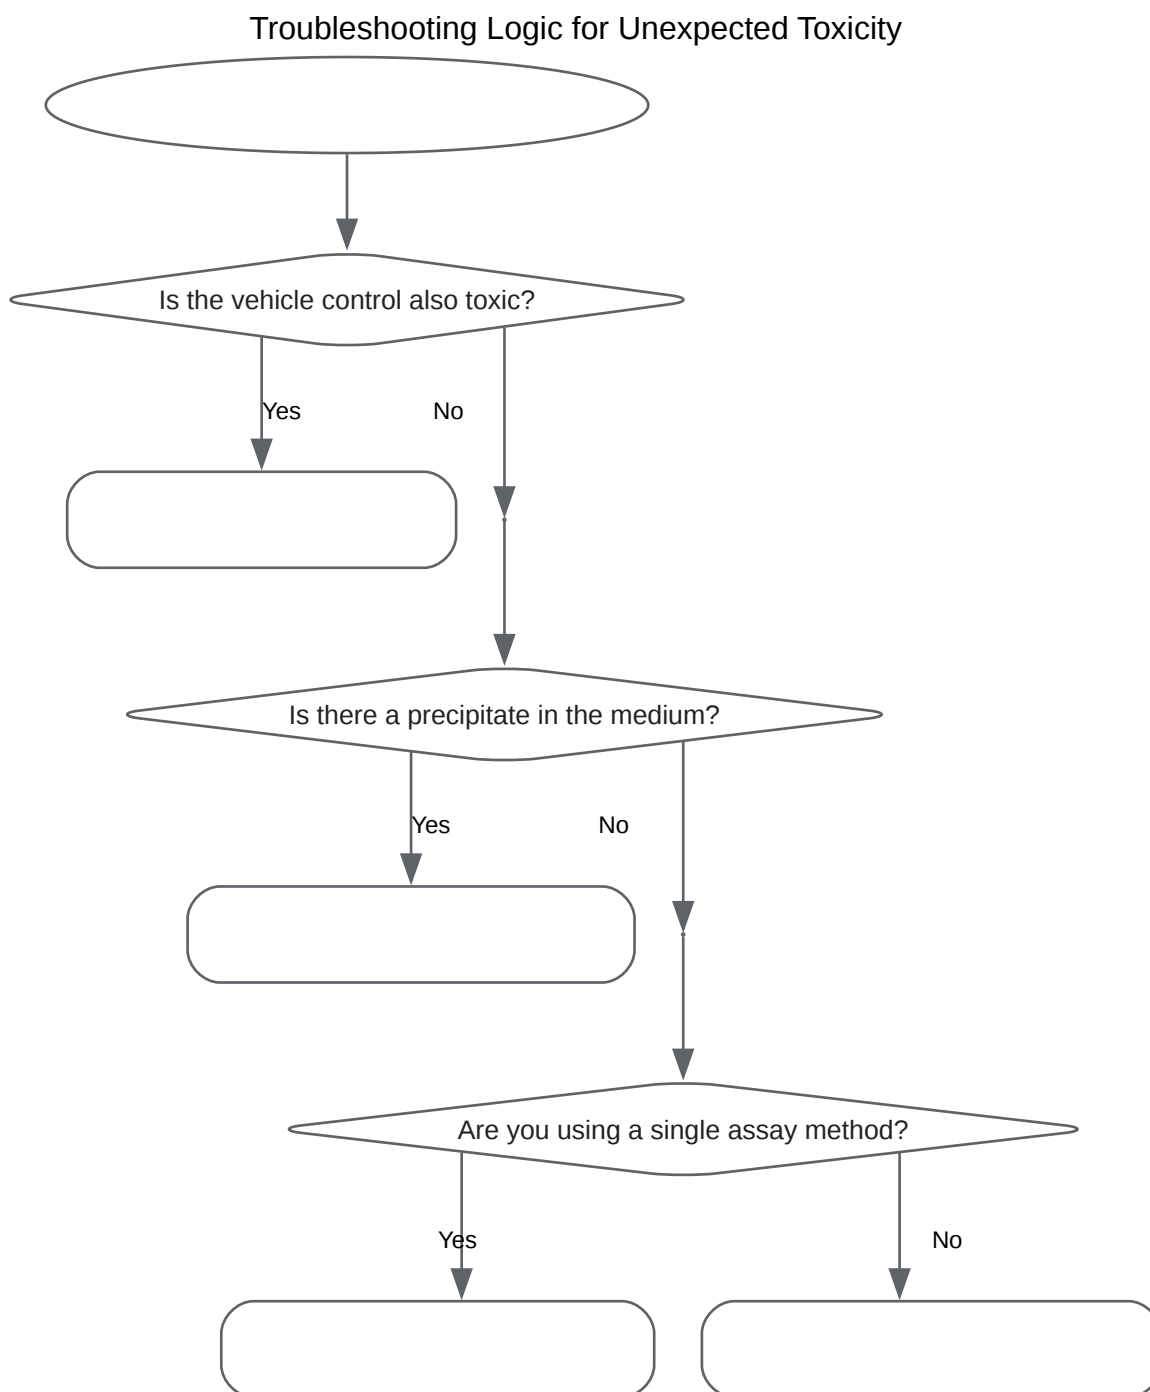 Troubleshooting Logic for Unexpected Toxicity
Is the vehicle control also toxic?
Yes
No
Is there a precipitate in the medium?
Yes
No
Are you using a single assay method?
Yes
No